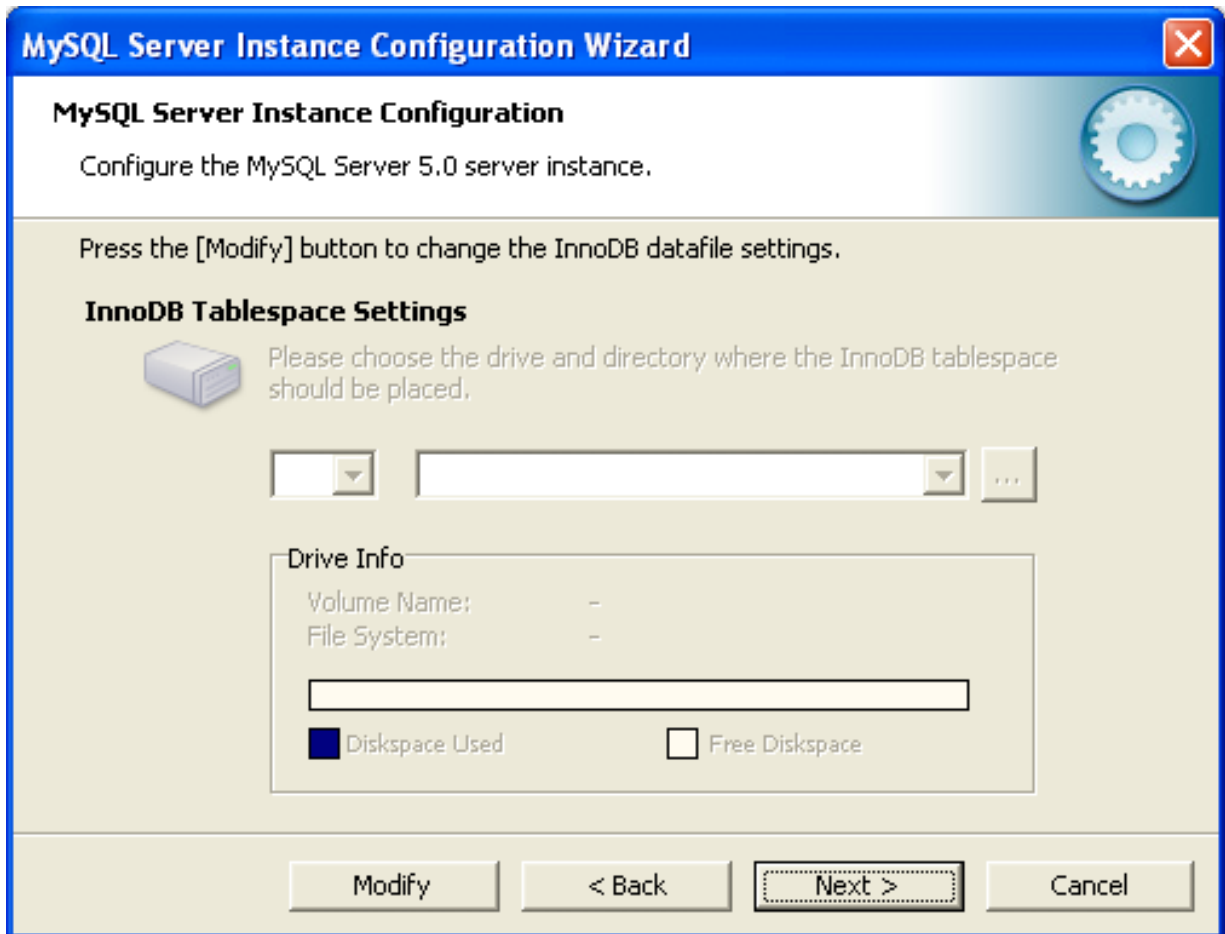 MySQL Server Instance Configuration Wizard
MySQL Server Instance Configuration
Configure the MySQL Server 5.0 server instance.
Press the [Modify] button to change the InnoDB datafile settings.
InnoDB Tablespace Settings
Please choose the drive and directory where the InnoDB tablespace
should be placed.
...
Drive Info
Volume Name: -
File System: -
Diskspace Used Free Diskspace
Modify < Back Next > Cancel